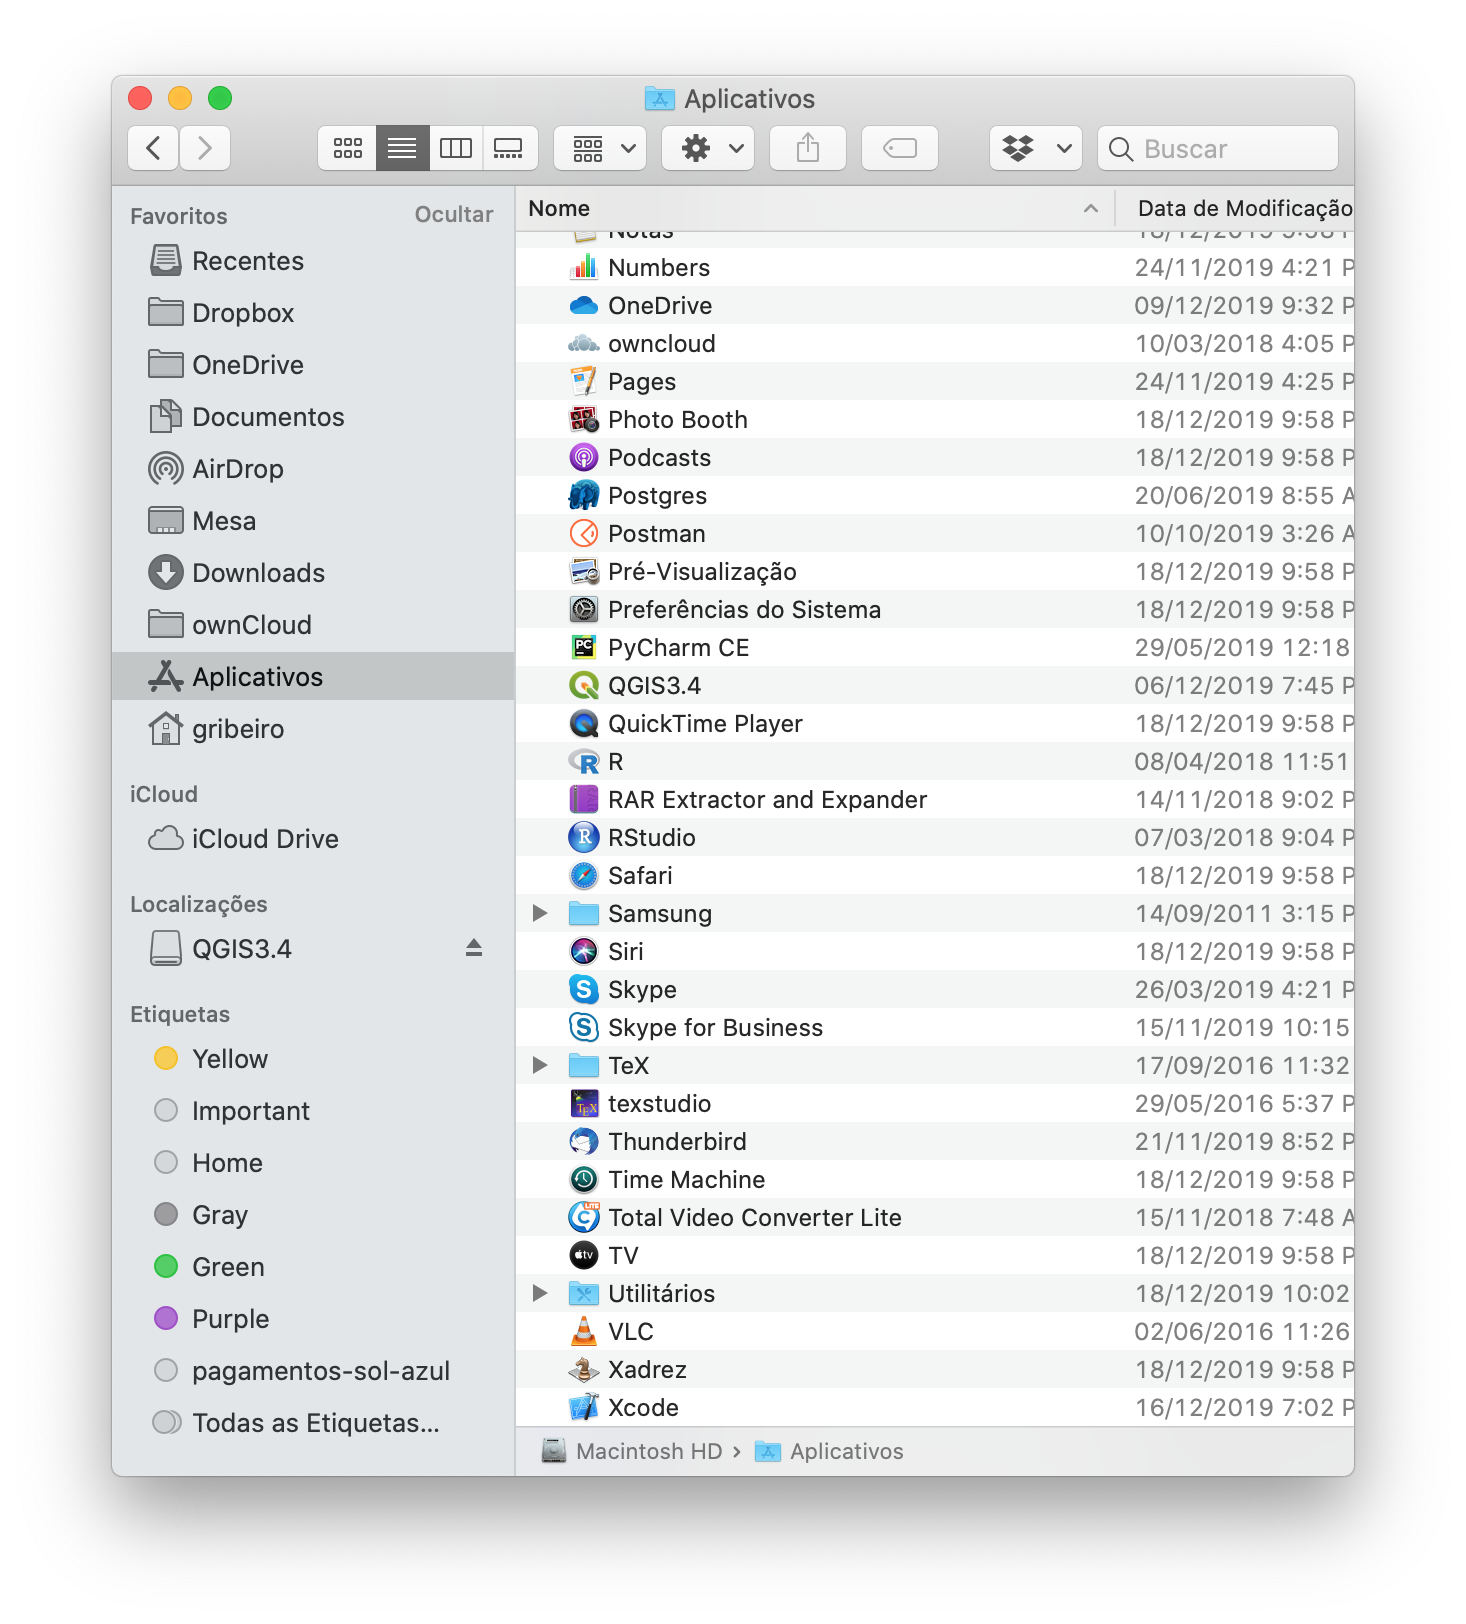 Aplicativos
Buscar
Favoritos
Ocultar
Recentes
Dropbox
OneDrive
Documentos
AirDrop
Mesa
Downloads
ownCloud
Aplicativos
gribeiro
iCloud
iCloud Drive
Localizações
QGIS3.4
Etiquetas
Yellow
Important
Home
Gray
Green
Purple
pagamentos-sol-azul
Todas as Etiquetas...
Nome Data de Modificação
Notas 18/12/2019 9:58 P
Numbers 24/11/2019 4:21 P
OneDrive 09/12/2019 9:32 P
owncloud 10/03/2018 4:05 P
Pages 24/11/2019 4:25 P
Photo Booth 18/12/2019 9:58 P
Podcasts 18/12/2019 9:58 P
Postgres 20/06/2019 8:55 A
Postman 10/10/2019 3:26 A
Pré-Visualização 18/12/2019 9:58 P
Preferências do Sistema 18/12/2019 9:58 P
PyCharm CE 29/05/2019 12:18
QGIS3.4 06/12/2019 7:45 P
QuickTime Player 18/12/2019 9:58 P
R 08/04/2018 11:51
RAR Extractor and Expander 14/11/2018 9:02 P
RStudio 07/03/2018 9:04 P
Safari 18/12/2019 9:58 P
Samsung 14/09/2011 3:15 P
Siri 18/12/2019 9:58 P
Skype 26/03/2019 4:21 P
Skype for Business 15/11/2019 10:15
TeX 17/09/2016 11:32
texstudio 29/05/2016 5:37 P
Thunderbird 21/11/2019 8:52 P
Time Machine 18/12/2019 9:58 P
Total Video Converter Lite 15/11/2018 7:48 A
TV 18/12/2019 9:58 P
Utilitários 18/12/2019 10:02
VLC 02/06/2016 11:26
Xadrez 18/12/2019 9:58 P
Xcode 16/12/2019 7:02 P
Macintosh HD › Aplicativos